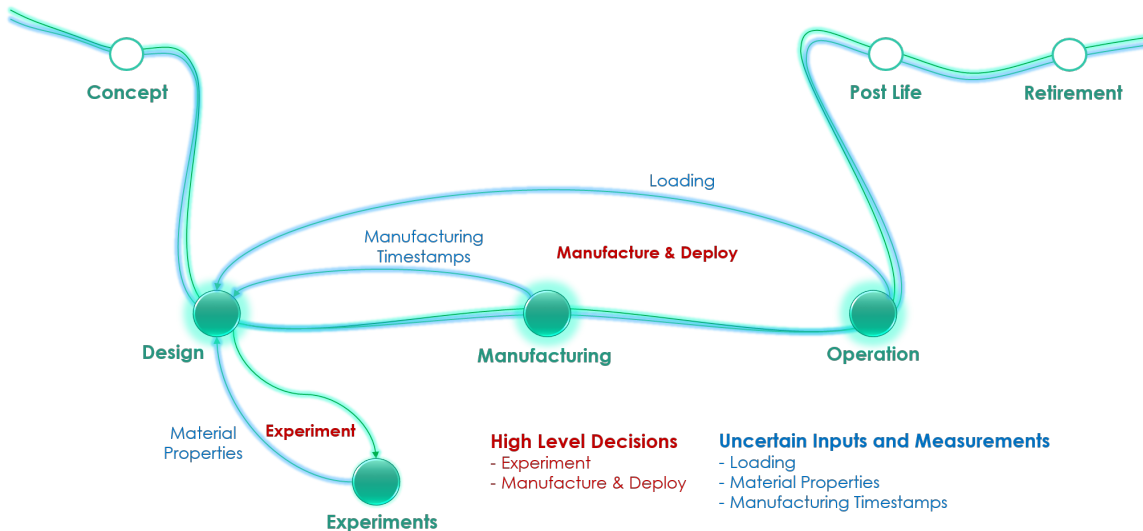 Concept
Post Life
Retirement
Loading
Manufacturing
Timestamps
Manufacture & Deploy
Design
Manufacturing
Operation
Material
Properties
Experiment
Experiments
High Level Decisions
- Experiment
- Manufacture & Deploy
Uncertain Inputs and Measurements
- Loading
- Material Properties
- Manufacturing Timestamps